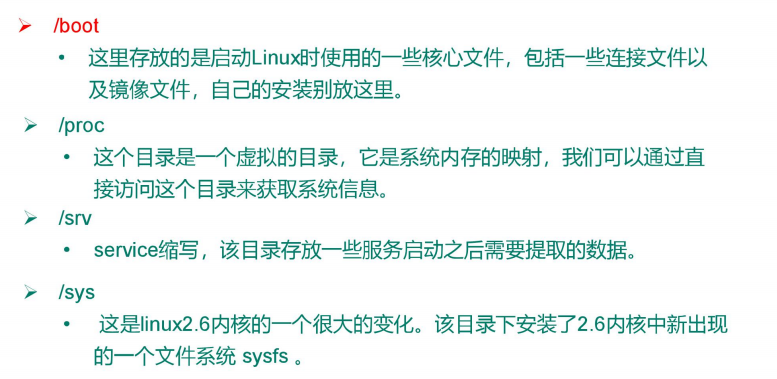 ➢ /boot
• 这里存放的是启动Linux时使用的一些核心文件，包括一些连接文件以
及镜像文件，自己的安装别放这里。
➢ /proc
• 这个目录是一个虚拟的目录，它是系统内存的映射，我们可以通过直
接访问这个目录来获取系统信息。
➢ /srv
• service缩写，该目录存放一些服务启动之后需要提取的数据。
➢ /sys
• 这是linux2.6内核的一个很大的变化。该目录下安装了2.6内核中新出现
的一个文件系统 sysfs 。